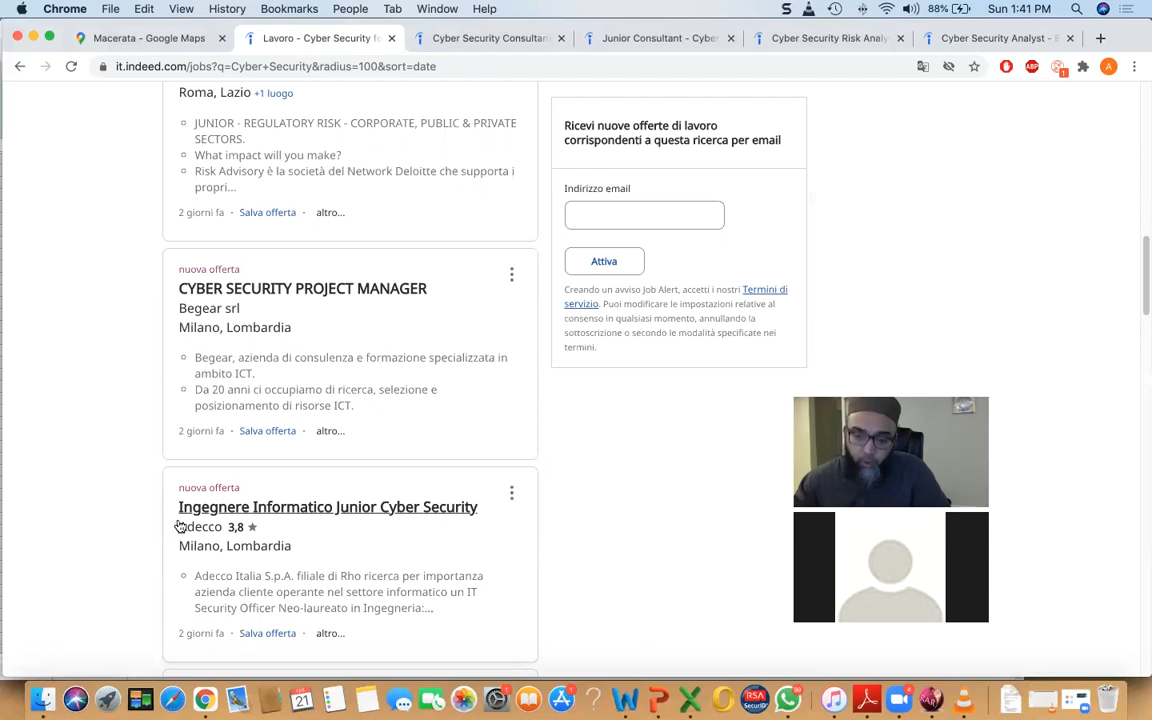 Chrome File Edit View History Bookmarks People Tab Window Help 88% Sun 1:41 PM
Macerata - Google Maps Lavoro - Cyber Security fe Cyber Security Consultan Junior Consultant - Cyber Cyber Security Risk Analy Cyber Security Analyst - E
it.indeed.com/jobs?q=Cyber+Security&radius=100&sort=date
Roma, Lazio +1 luogo
JUNIOR - REGULATORY RISK - CORPORATE, PUBLIC & PRIVATE
SECTORS.
What impact will you make?
Risk Advisory è la società del Network Deloitte che supporta i
propri...
2 giorni fa · Salva offerta · altro...
nuova offerta
CYBER SECURITY PROJECT MANAGER
Begear srl
Milano, Lombardia
Begear, azienda di consulenza e formazione specializzata in
ambito ICT.
Da 20 anni ci occupiamo di ricerca, selezione e
posizionamento di risorse ICT.
2 giorni fa · Salva offerta · altro...
nuova offerta
Ingegnere Informatico Junior Cyber Security
Adecco 3,8 ★
Milano, Lombardia
Adecco Italia S.p.A. filiale di Rho ricerca per importanza
azienda cliente operante nel settore informatico un IT
Security Officer Neo-laureato in Ingegneria:...
2 giorni fa · Salva offerta · altro...
Ricevi nuove offerte di lavoro
corrispondenti a questa ricerca per email
Indirizzo email
Attiva
Creando un avviso Job Alert, accetti i nostri Termini di
servizio. Puoi modificare le impostazioni relative al
consenso in qualsiasi momento, annullando la
sottoscrizione o secondo le modalità specificate nei
termini.